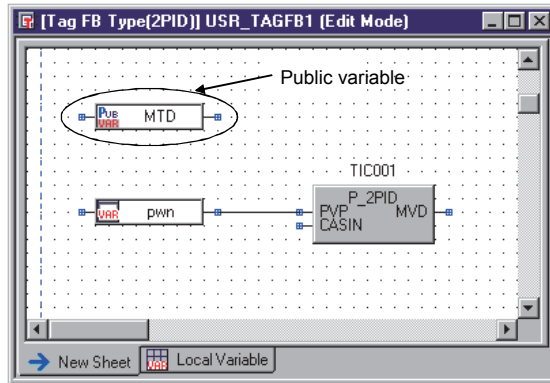 [Tag FB Type(2PID)] USR_TAGFB1 (Edit Mode)
Public variable
PUB VAR MTD
TIC001
P_2PID
VAR pwn
PVP MVD
CASIN
New Sheet VAR Local Variable